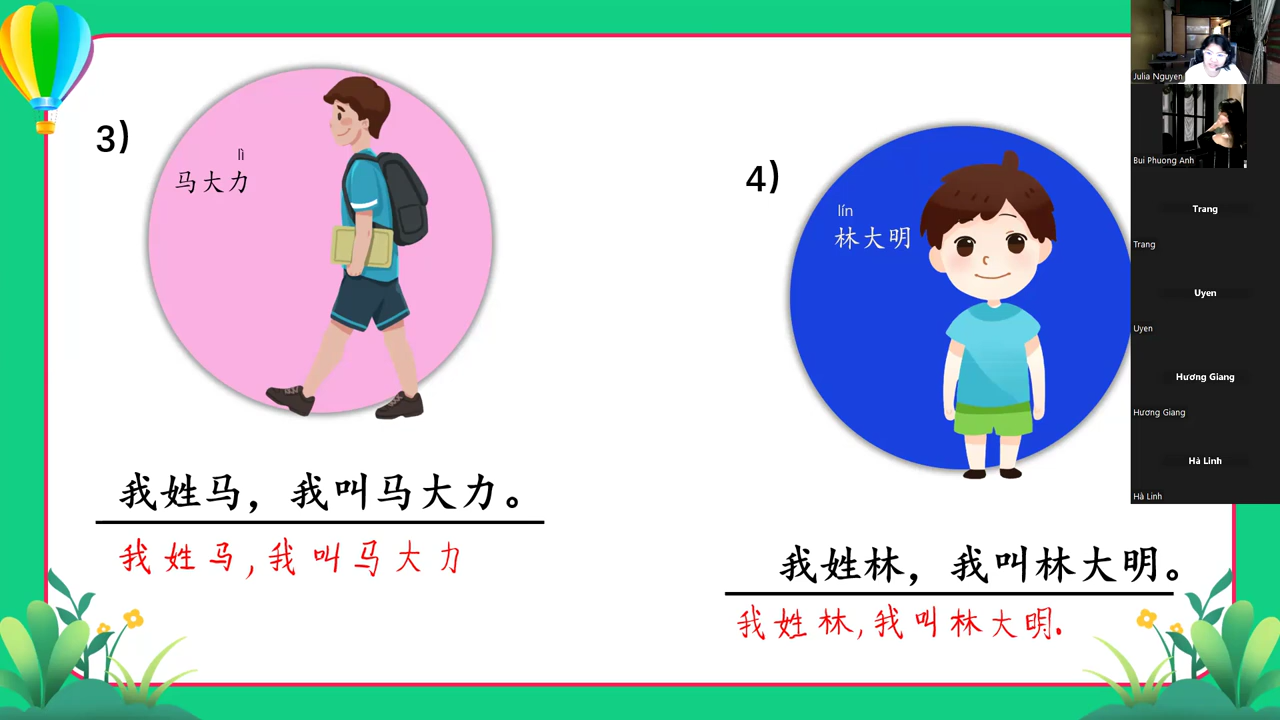 3)
lì
马大力
我姓马，我叫马大力。
我姓马,我叫马大力
4)
lín
林大明
我姓林，我叫林大明。
我姓林,我叫林大明.
Julia Nguyen
Bui Phuong Anh
Trang
Trang
Uyen
Uyen
Hương Giang
Hương Giang
Hà Linh
Hà Linh